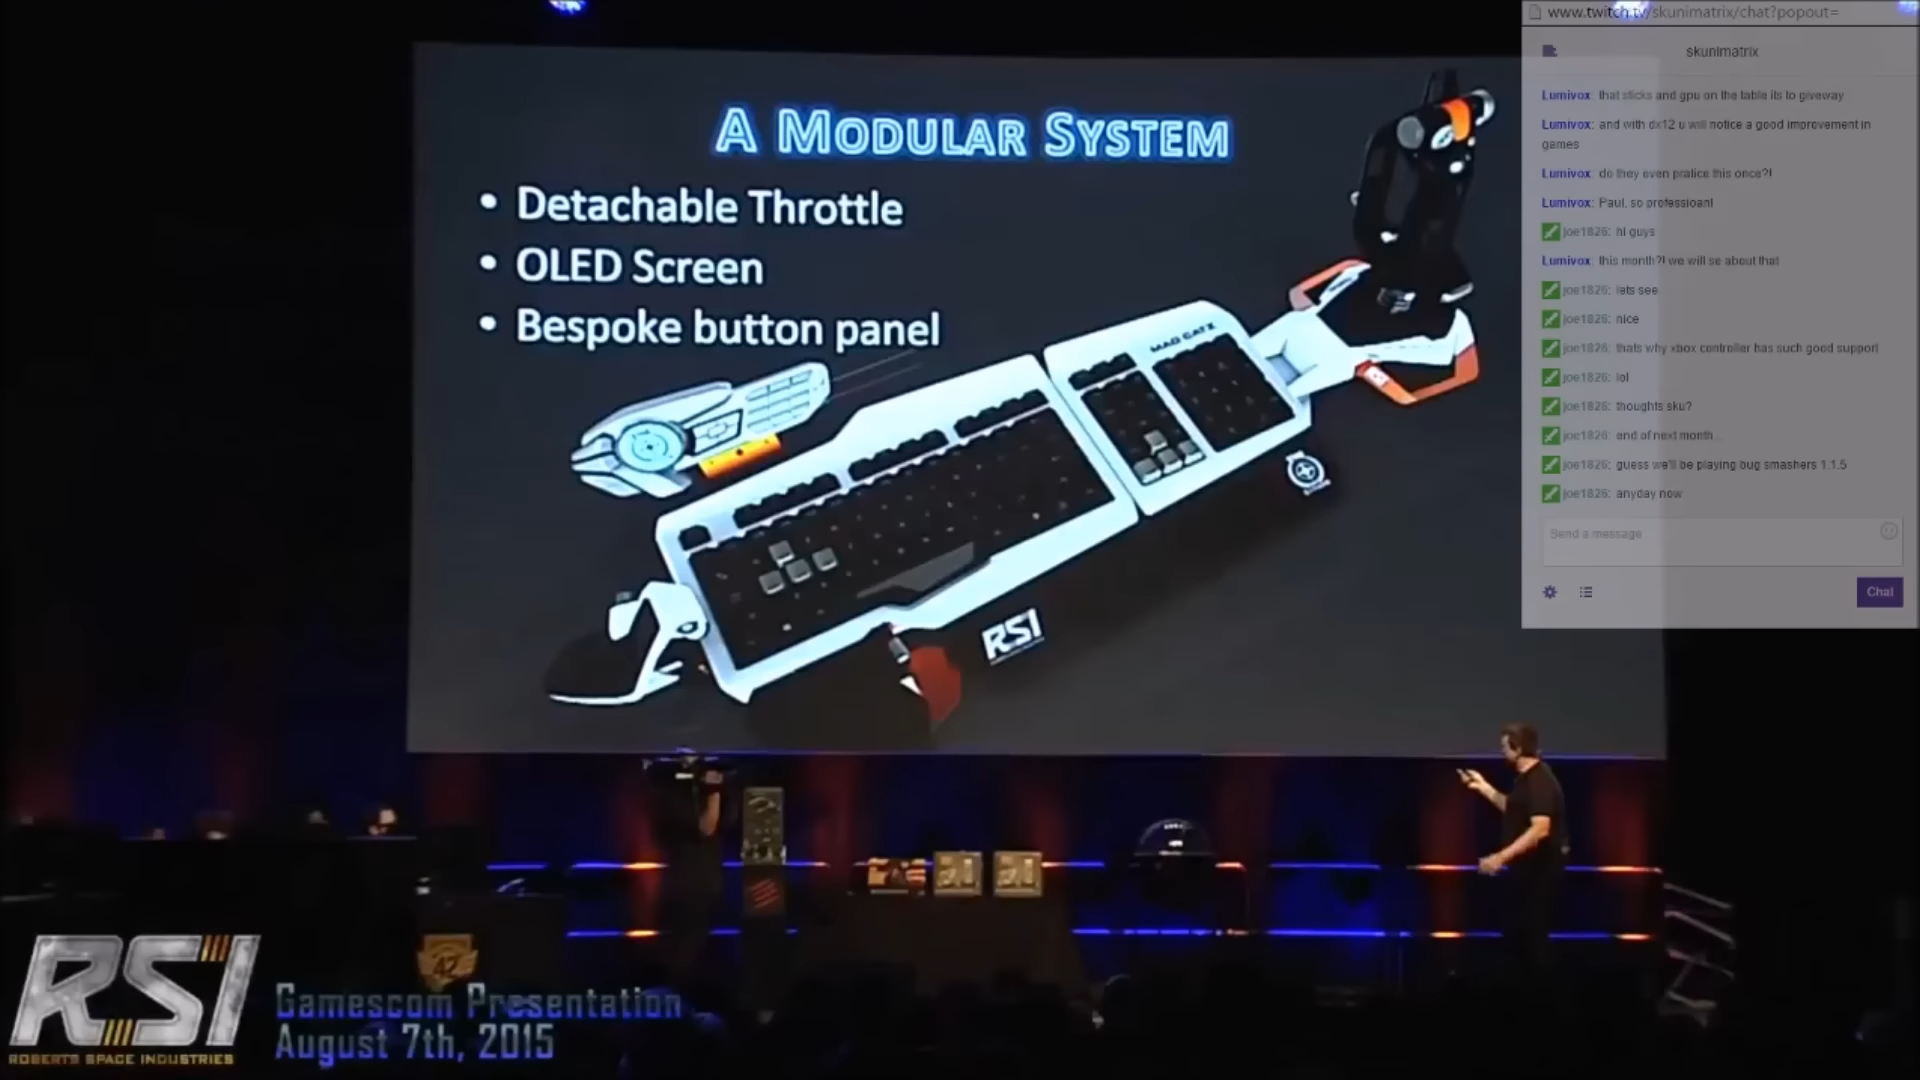 A MODULAR SYSTEM
• Detachable Throttle
• OLED Screen
• Bespoke button panel
MAD CATZ
RSI
www.twitch.tv/skunimatrix/chat?popout=
skunimatrix
Lumivox: that sticks and gpu on the table its to giveway
Lumivox: and with dx12 u will notice a good improvement in
games
Lumivox: do they even pratice this once?!
Lumivox: Paul, so professioanl
joe1826: hi guys
Lumivox: this month?! we will se about that
joe1826: lets see
joe1826: nice
joe1826: thats why xbox controller has such good support
joe1826: lol
joe1826: thoughts sku?
joe1826: end of next month...
joe1826: guess we'll be playing bug smashers 1.1.5
joe1826: anyday now
Send a message
Chat
42
RSI
ROBERTS SPACE INDUSTRIES
Gamescom Presentation
August 7th, 2015